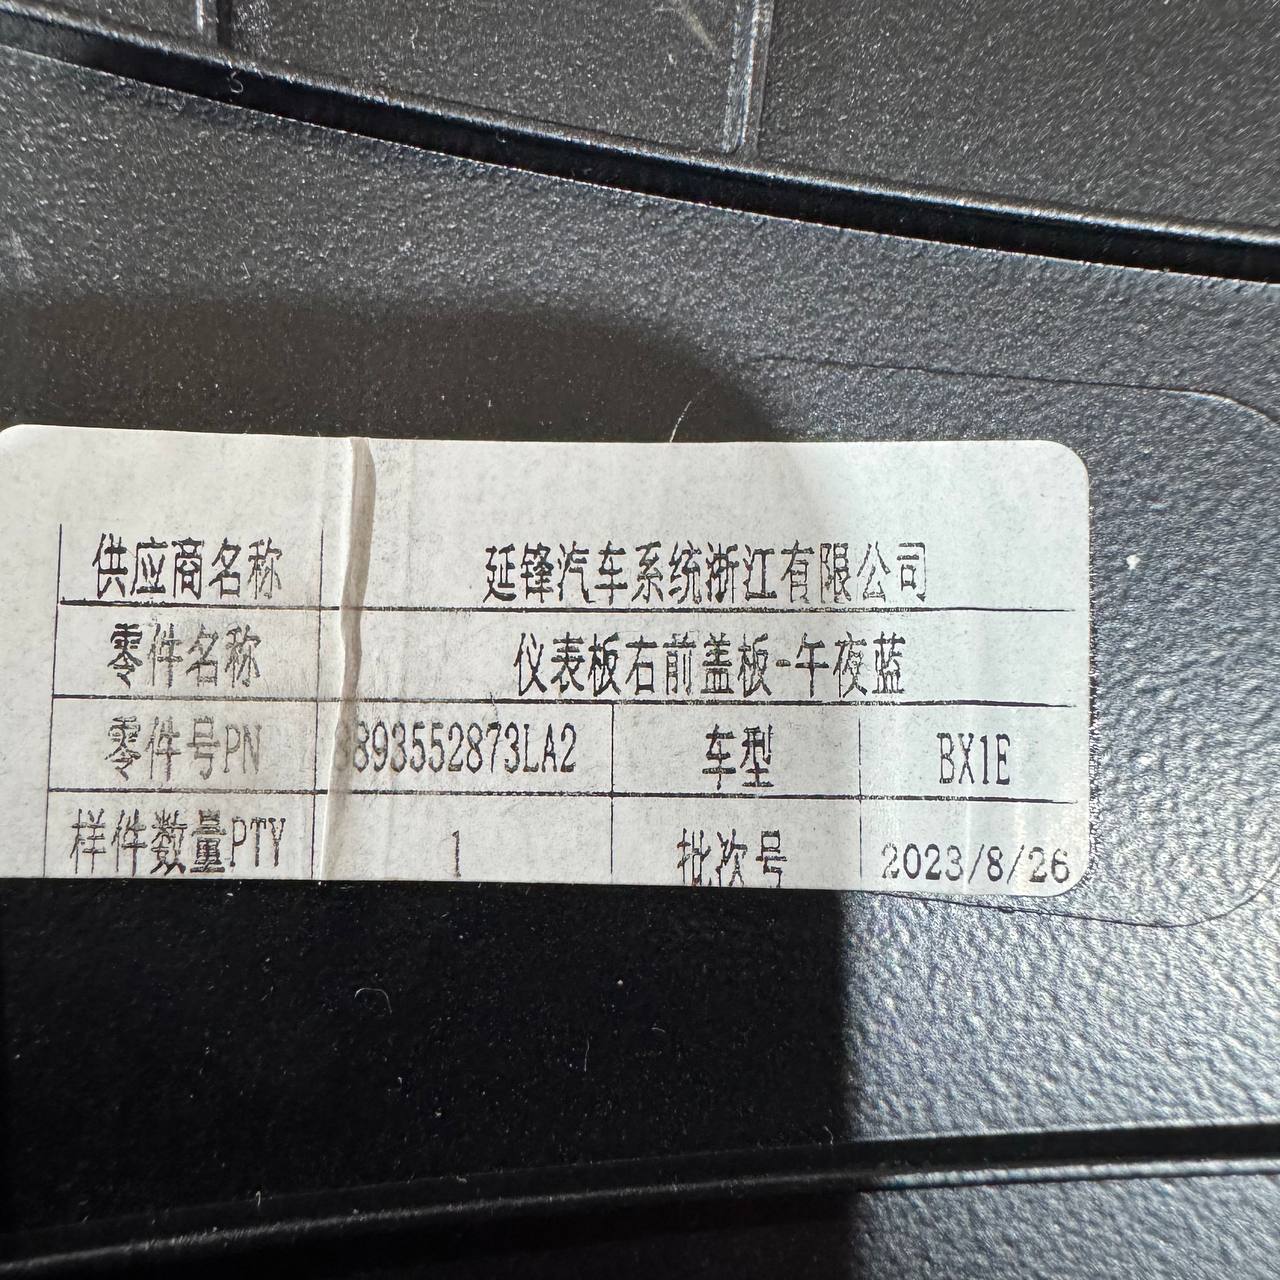 供应商名称 延锋汽车系统浙江有限公司
零件名称 仪表板右前盖板-午夜蓝
零件号PN 8893552873LA2 车型 BX1E
样件数量PTY 1 批次号 2023/8/26